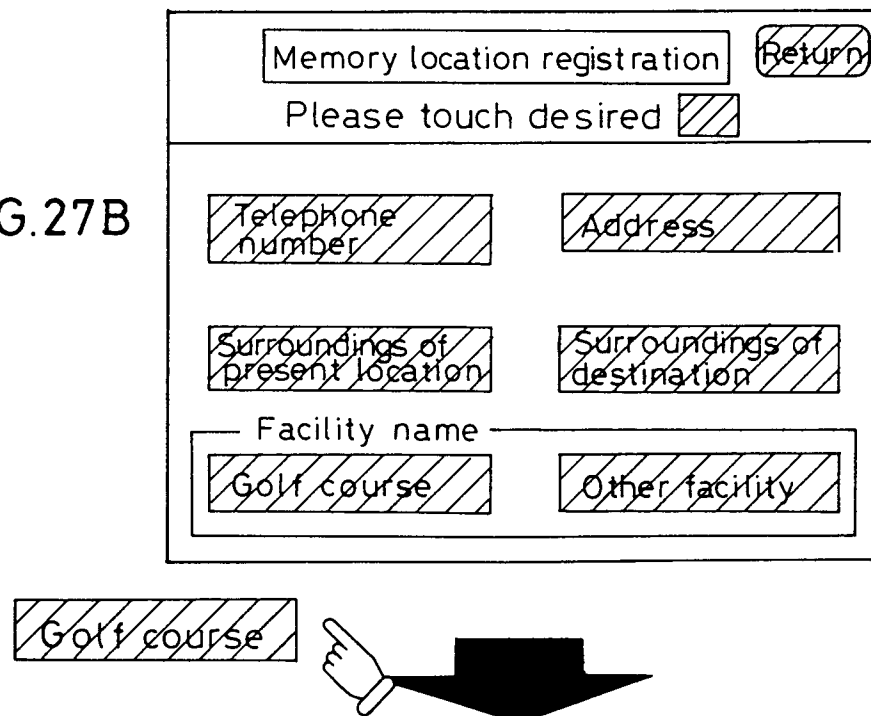 Memory location registration
Return
Please touch desired
G.27B
Telephone
number
Address
Surroundings of
present location
Surroundings of
destination
Facility name
Golf course
Other facility
Golf course